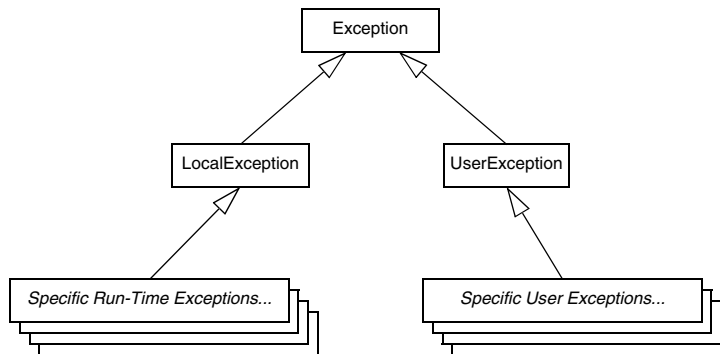 Exception
LocalException
UserException
Specific Run-Time Exceptions...
Specific User Exceptions...